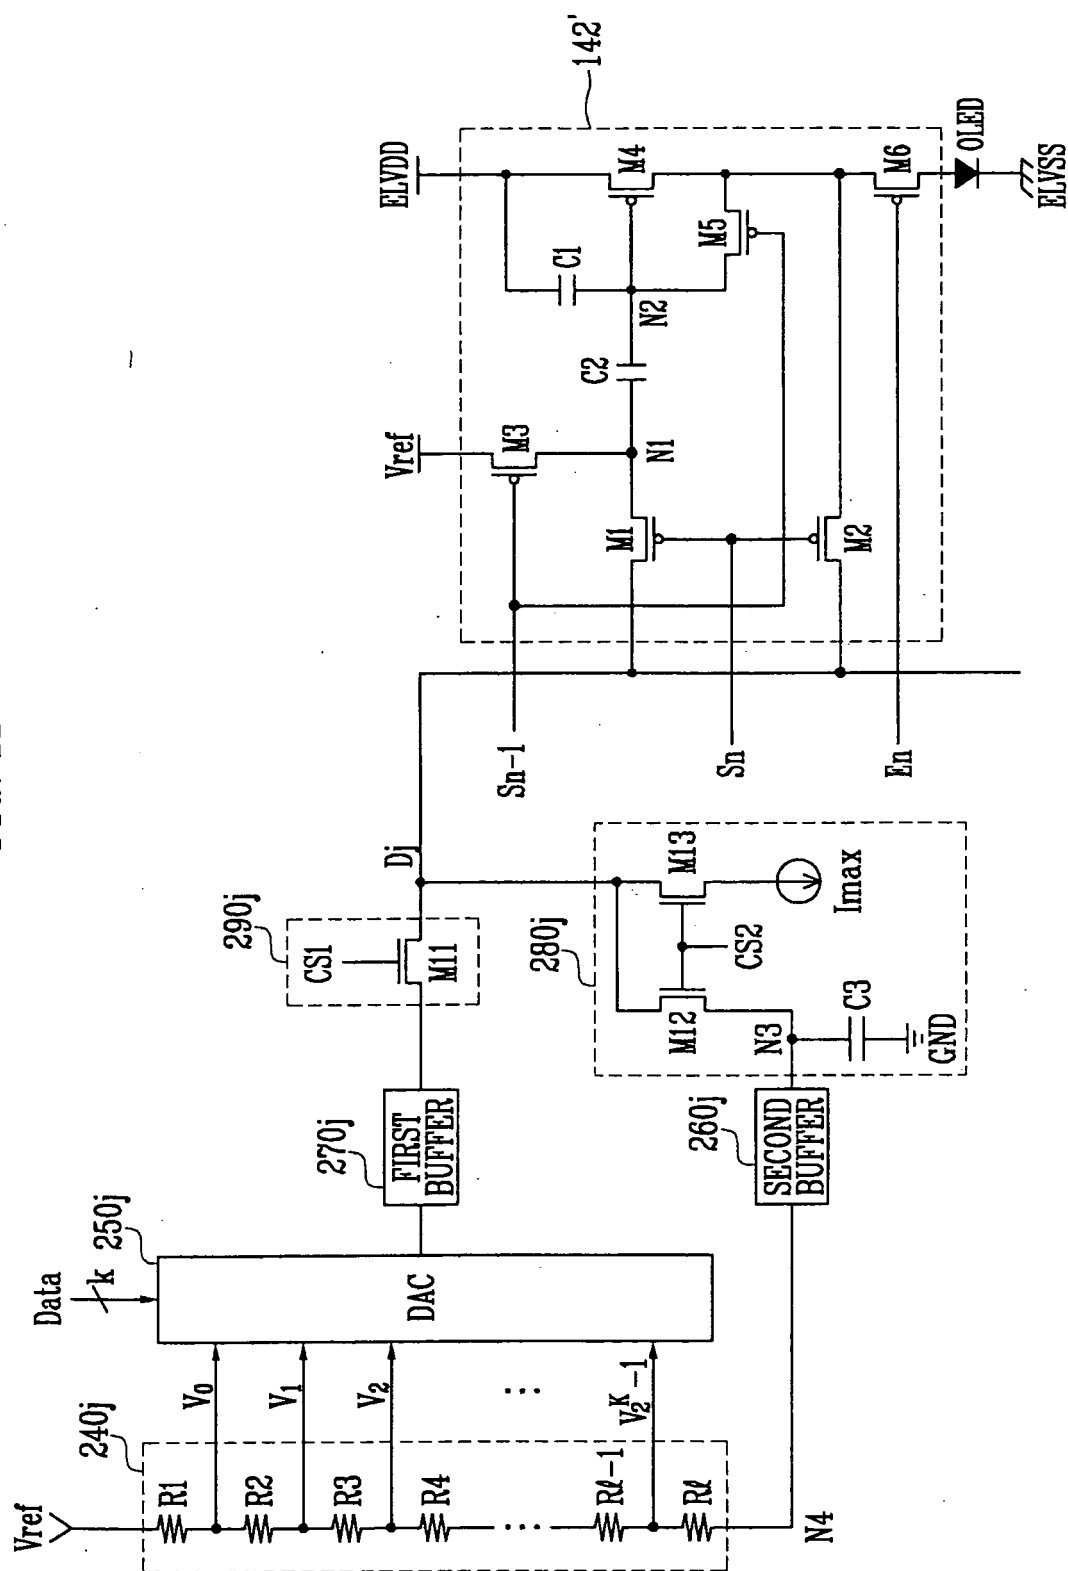 142'
ELVDD
M4
M6
OLED
ELVSS
C1
M5
N2
C2
Vref
M3
N1
M1
M2
Sn-1
Sn
En
Dj
290j
CS1
M11
280j
M13
Imax
CS2
M12
N3
C3
GND
270j
FIRST
BUFFER
260j
SECOND
BUFFER
250j
Data
k
DAC
V0
V1
V2
...
V2K-1
240j
Vref
R1
R2
R3
R4
...
Rℓ-1
Rℓ
N4